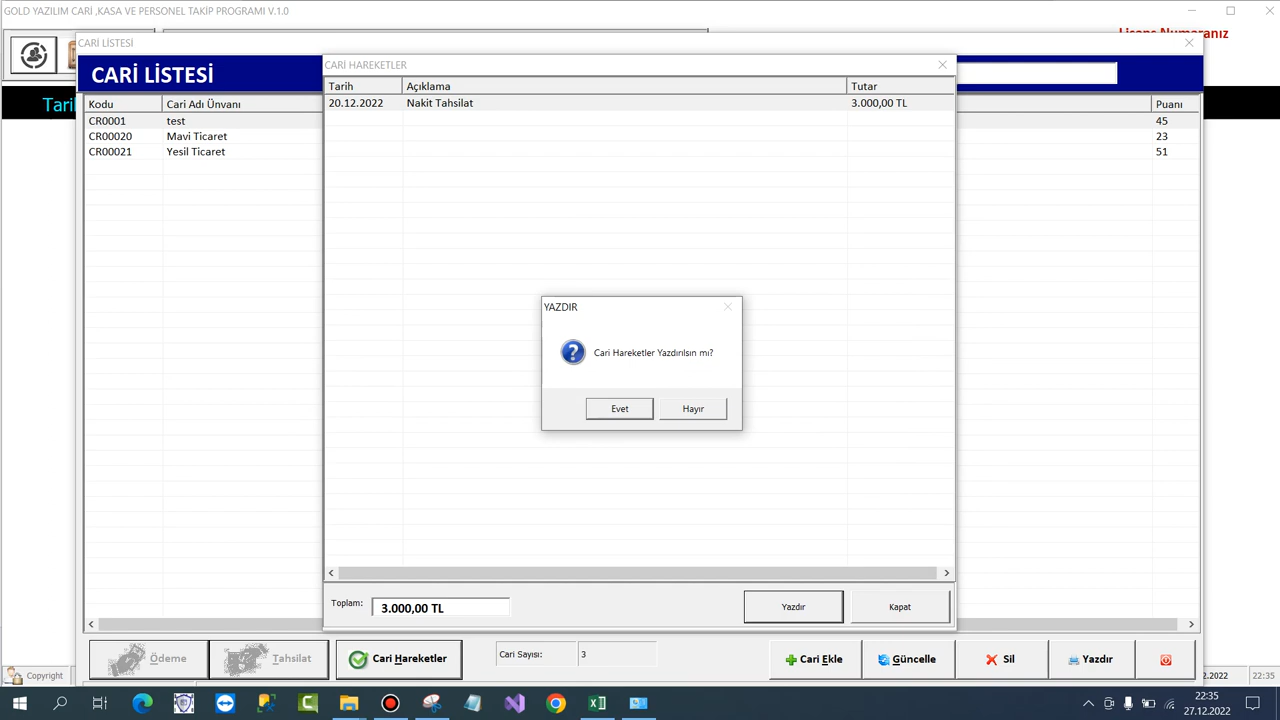 GOLD YAZILIM CARİ ,KASA VE PERSONEL TAKİP PROGRAMI V.1.0
CARİ LİSTESİ
CARİ LİSTESİ
Kodu Cari Adı Ünvanı Puanı
CR0001 test 45
CR00020 Mavi Ticaret 23
CR00021 Yesil Ticaret 51
CARİ HAREKETLER
Tarih Açıklama Tutar
20.12.2022 Nakit Tahsilat 3.000,00 TL
YAZDIR
Cari Hareketler Yazdırılsın mı?
Evet Hayır
Toplam: 3.000,00 TL Yazdır Kapat
Ödeme Tahsilat Cari Hareketler Cari Sayısı: 3 Cari Ekle Güncelle Sil Yazdır
Copyright 2.2022 22:35
22:35
27.12.2022